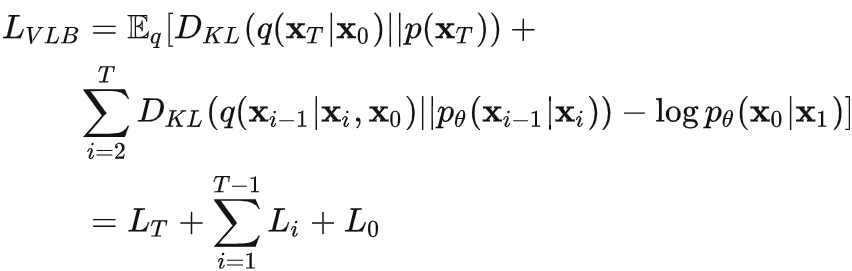 L_{VLB} = \mathbb{E}_q[D_{KL}(q(\mathbf{x}_T|\mathbf{x}_0)||p(\mathbf{x}_T)) +
\sum_{i=2}^{T} D_{KL}(q(\mathbf{x}_{i-1}|\mathbf{x}_i, \mathbf{x}_0)||p_\theta(\mathbf{x}_{i-1}|\mathbf{x}_i)) - \log p_\theta(\mathbf{x}_0|\mathbf{x}_1)]
= L_T + \sum_{i=1}^{T-1} L_i + L_0